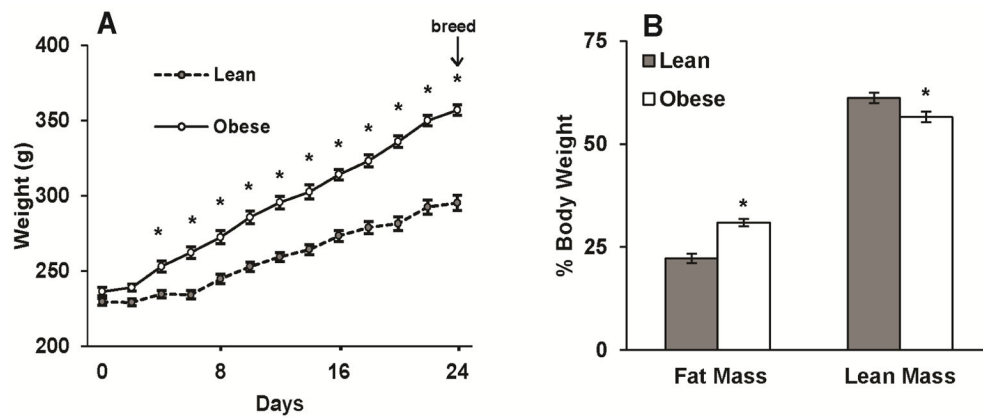 A
breed
400
Lean
*
Obese
350
* * * * * * * * * *
Weight (g)
300
250
200
0 8 16 24
Days
B
75
Lean
Obese
*
50
% Body Weight
*
25
0
Fat Mass Lean Mass